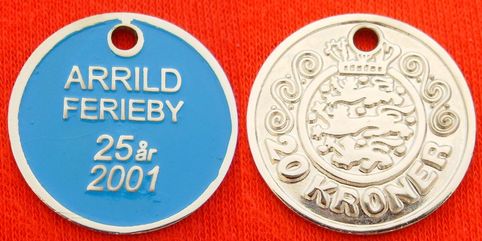 ARRILD
FERIEBY
25 år
2001
20 KRONER